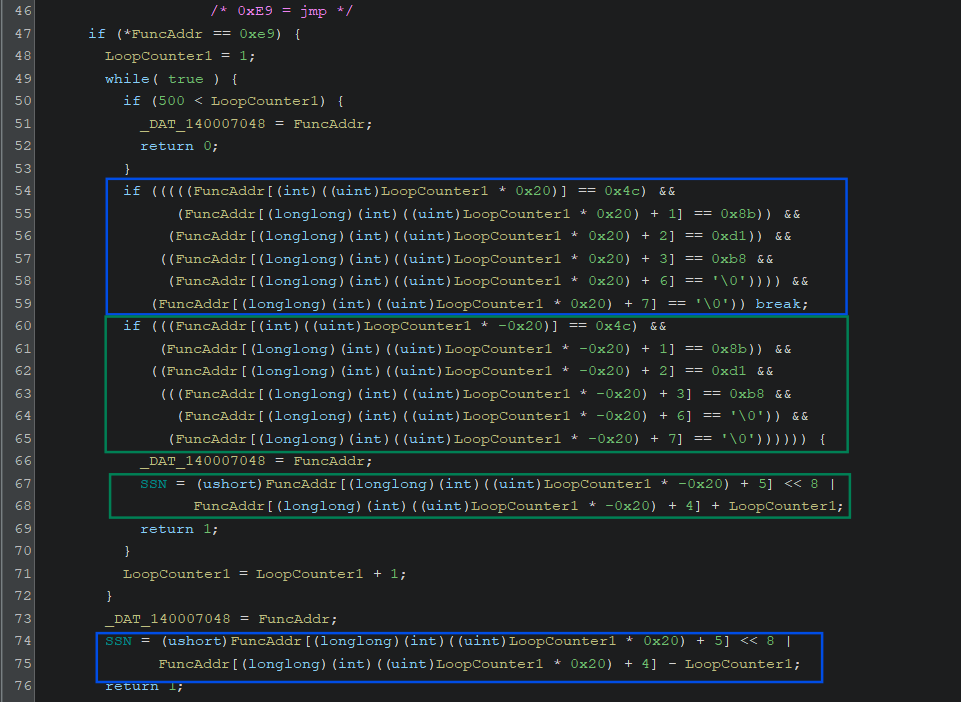 46 /* 0xE9 = jmp */
47 if (*FuncAddr == 0xe9) {
48 LoopCounter1 = 1;
49 while( true ) {
50 if (500 < LoopCounter1) {
51 _DAT_140007048 = FuncAddr;
52 return 0;
53 }
54 if (((((FuncAddr[(int)((uint)LoopCounter1 * 0x20)] == 0x4c) &&
55 (FuncAddr[(longlong)(int)((uint)LoopCounter1 * 0x20) + 1] == 0x8b)) &&
56 (FuncAddr[(longlong)(int)((uint)LoopCounter1 * 0x20) + 2] == 0xd1)) &&
57 ((FuncAddr[(longlong)(int)((uint)LoopCounter1 * 0x20) + 3] == 0xb8 &&
58 (FuncAddr[(longlong)(int)((uint)LoopCounter1 * 0x20) + 6] == '\0')))) &&
59 (FuncAddr[(longlong)(int)((uint)LoopCounter1 * 0x20) + 7] == '\0')) break;
60 if (((FuncAddr[(int)((uint)LoopCounter1 * -0x20)] == 0x4c) &&
61 (FuncAddr[(longlong)(int)((uint)LoopCounter1 * -0x20) + 1] == 0x8b)) &&
62 ((FuncAddr[(longlong)(int)((uint)LoopCounter1 * -0x20) + 2] == 0xd1 &&
63 (((FuncAddr[(longlong)(int)((uint)LoopCounter1 * -0x20) + 3] == 0xb8 &&
64 (FuncAddr[(longlong)(int)((uint)LoopCounter1 * -0x20) + 6] == '\0')) &&
65 (FuncAddr[(longlong)(int)((uint)LoopCounter1 * -0x20) + 7] == '\0')))))) {
66 _DAT_140007048 = FuncAddr;
67 SSN = (ushort)FuncAddr[(longlong)(int)((uint)LoopCounter1 * -0x20) + 5] << 8 |
68 FuncAddr[(longlong)(int)((uint)LoopCounter1 * -0x20) + 4] + LoopCounter1;
69 return 1;
70 }
71 LoopCounter1 = LoopCounter1 + 1;
72 }
73 _DAT_140007048 = FuncAddr;
74 SSN = (ushort)FuncAddr[(longlong)(int)((uint)LoopCounter1 * 0x20) + 5] << 8 |
75 FuncAddr[(longlong)(int)((uint)LoopCounter1 * 0x20) + 4] - LoopCounter1;
76 return 1;